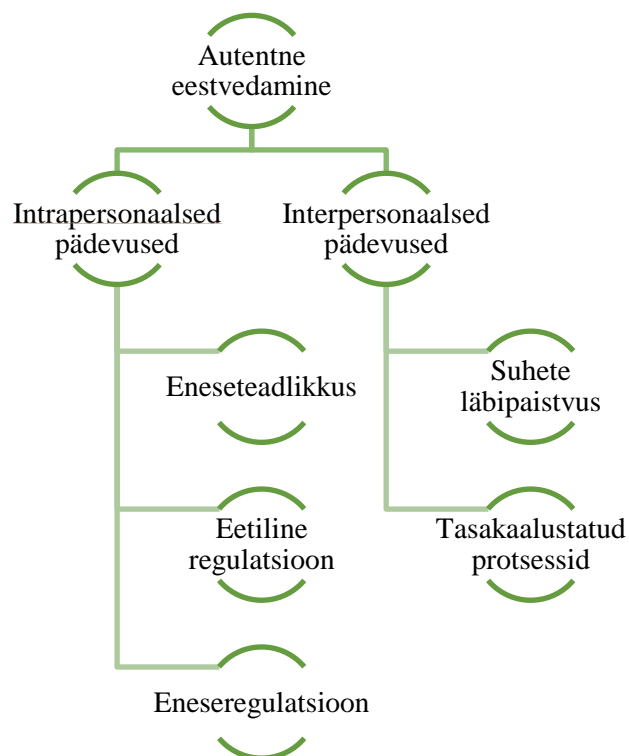 Autentne
eestvedamine
Intrapersonaalsed
pädevused
Interpersonaalsed
pädevused
Eneseteadlikkus
Suhete
läbipaistvus
Eetiline
regulatsioon
Tasakaalustatud
protsessid
Eneseregulatsioon